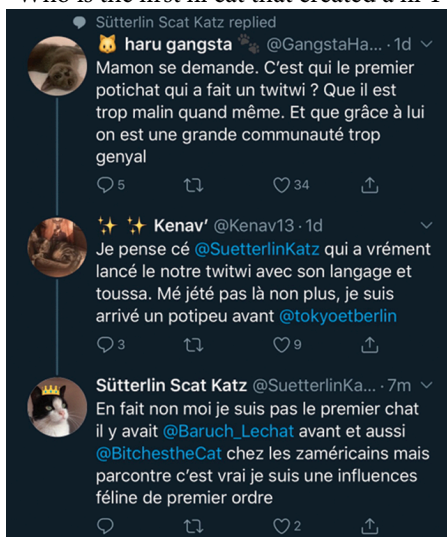 Who is the first cat that created a
Sütterlin Scat Katz replied
haru gangsta @GangstaHa... · 1d
Mamon se demande. C'est qui le premier
potichat qui a fait un twitwi ? Que il est
trop malin quand même. Et que grâce à lui
on est une grande communauté trop
genyal
5 34
Kenav' @Kenav13 · 1d
Je pense cé @SuetterlinKatz qui a vrément
lancé le notre twitwi avec son langage et
toussa. Mé jété pas là non plus, je suis
arrivé un potipeu avant @tokyoetberlin
3 9
Sütterlin Scat Katz @SuetterlinKa... · 7m
En fait non moi je suis pas le premier chat
il y avait @Baruch_Lechat avant et aussi
@BitchestheCat chez les zaméricains mais
parcontre c'est vrai je suis une influences
féline de premier ordre
2